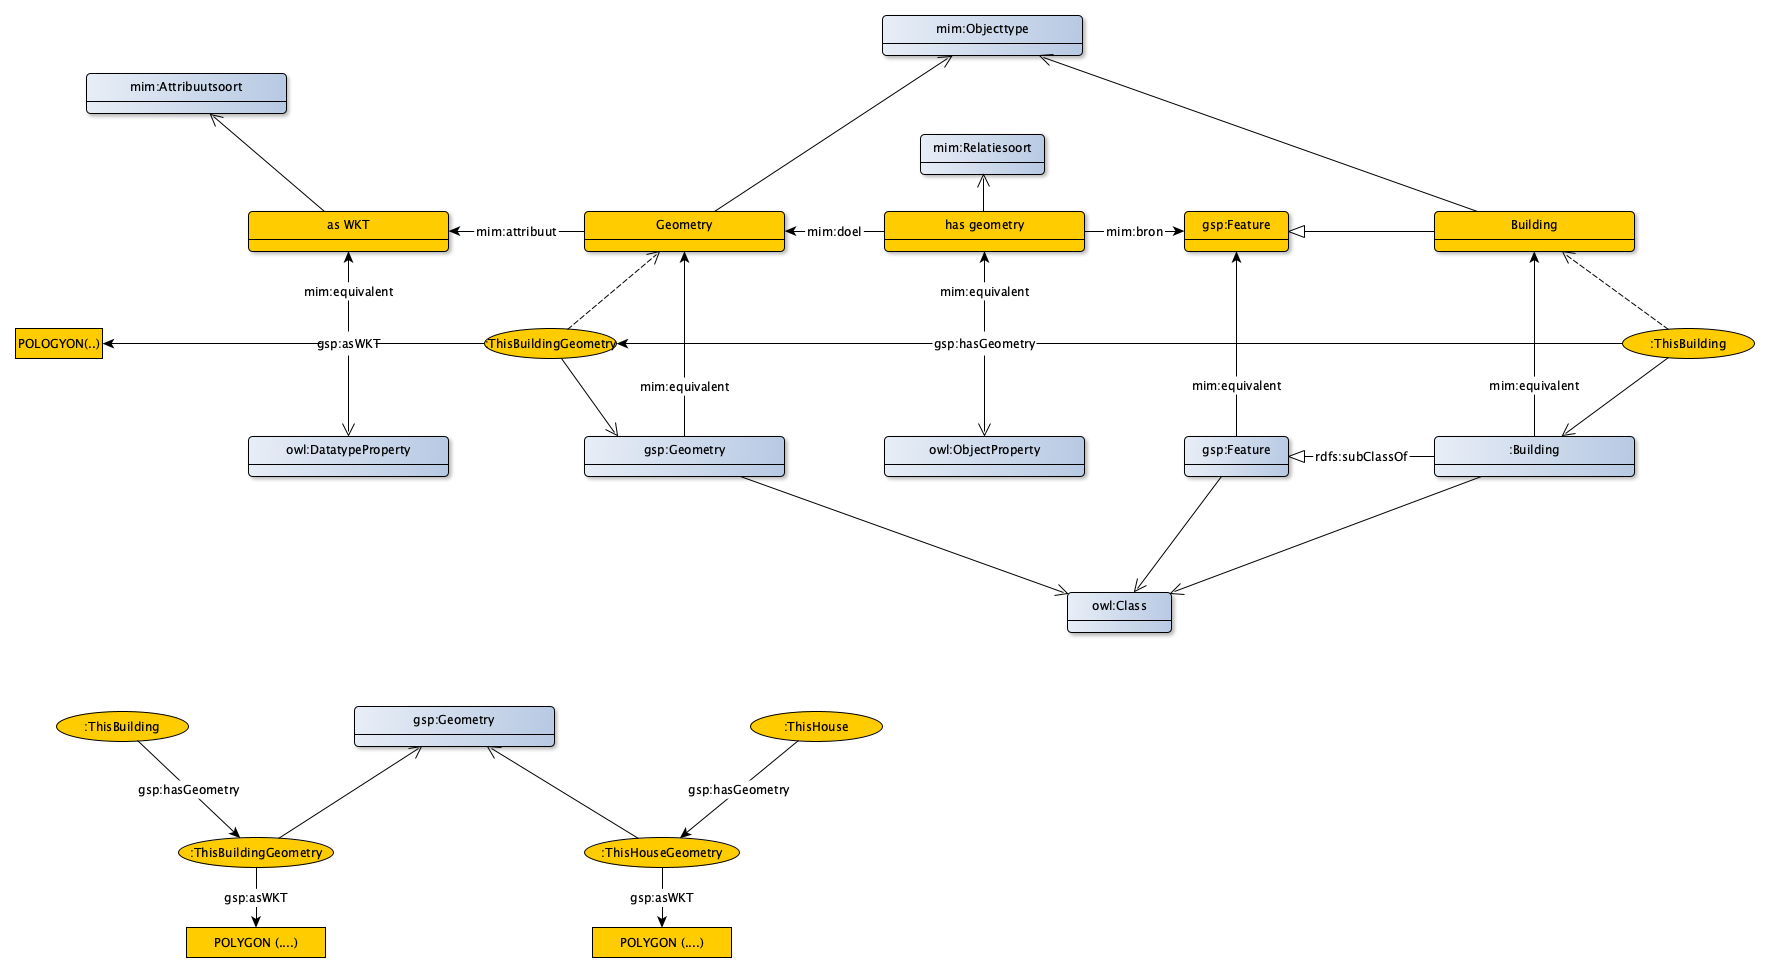 mim:Objecttype
mim:Attribuutsoort
mim:Relatiesoort
as WKT
mim:attribuut
Geometry
mim:doel
has geometry
mim:bron
gsp:Feature
Building
mim:equivalent
mim:equivalent
POLOGYON(..)
gsp:asWKT
:ThisBuildingGeometry
gsp:hasGeometry
:ThisBuilding
mim:equivalent
mim:equivalent
mim:equivalent
owl:DatatypeProperty
gsp:Geometry
owl:ObjectProperty
gsp:Feature
rdfs:subClassOf
:Building
owl:Class
:ThisBuilding
gsp:Geometry
:ThisHouse
gsp:hasGeometry
gsp:hasGeometry
:ThisBuildingGeometry
:ThisHouseGeometry
gsp:asWKT
gsp:asWKT
POLYGON (....)
POLYGON (....)